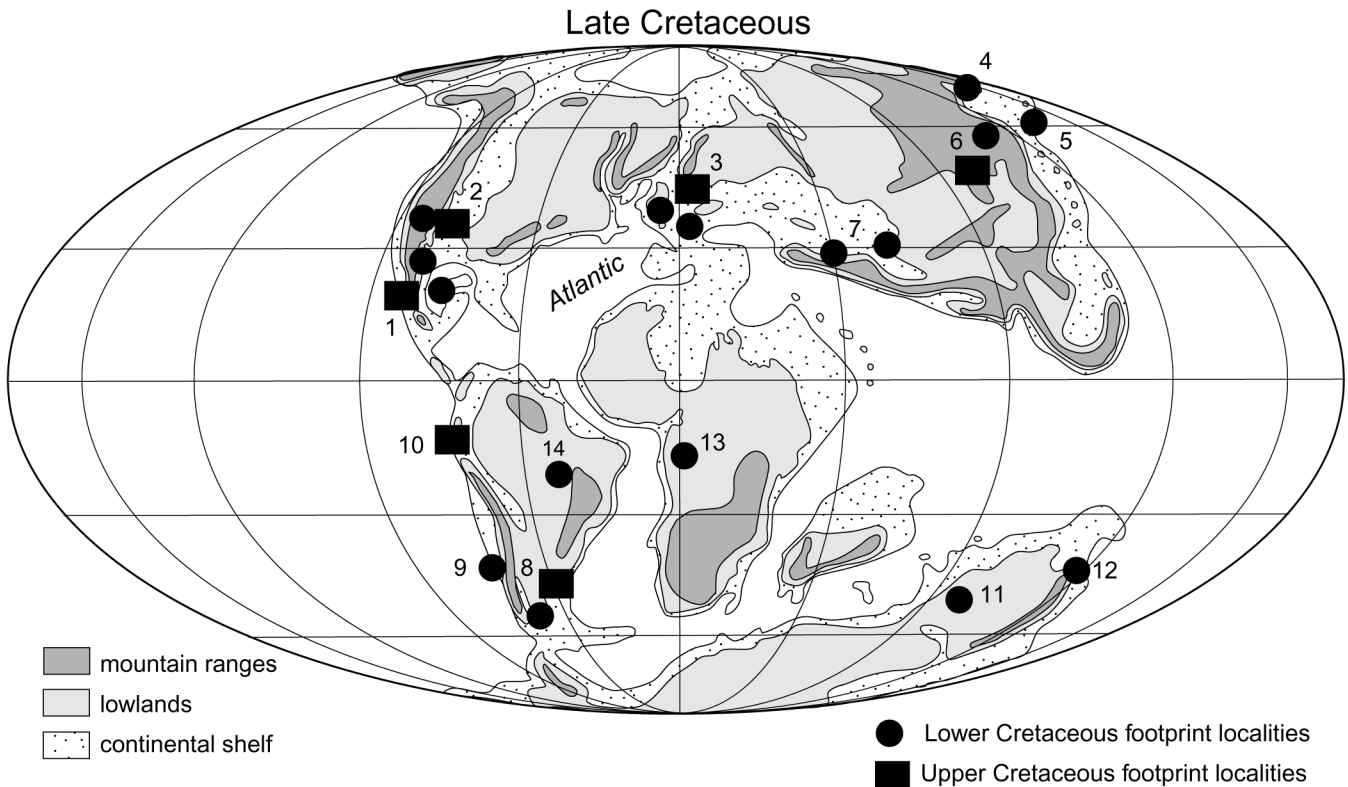 Late Cretaceous
4
5
6
3
2
7
Atlantic
1
10
14
13
9
8
11
12
mountain ranges
lowlands
continental shelf
Lower Cretaceous footprint localities
Upper Cretaceous footprint localities